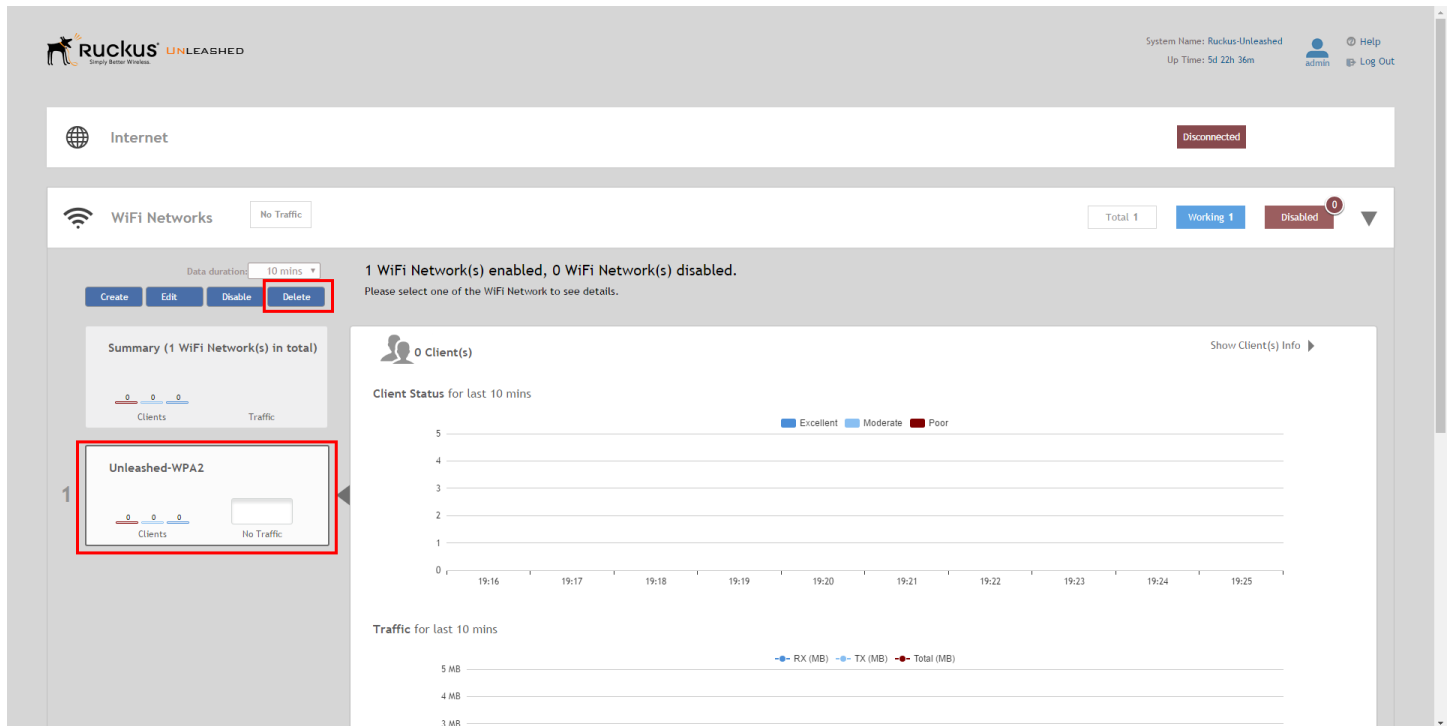 Ruckus UNLEASHED
Simply Better Wireless.
System Name: Ruckus-Unleashed
Up Time: 5d 22h 36m
admin
Help
Log Out
Internet
Disconnected
WiFi Networks
No Traffic
Total 1
Working 1
Disabled
0
Data duration: 10 mins
Create Edit Disable Delete
1 WiFi Network(s) enabled, 0 WiFi Network(s) disabled.
Please select one of the WiFi Network to see details.
Summary (1 WiFi Network(s) in total)
0 0 0
Clients Traffic
1
Unleashed-WPA2
0 0 0
Clients No Traffic
0 Client(s)
Show Client(s) Info
Client Status for last 10 mins
Excellent Moderate Poor
5
4
3
2
1
0
19:16 19:17 19:18 19:19 19:20 19:21 19:22 19:23 19:24 19:25
Traffic for last 10 mins
RX (MB) TX (MB) Total (MB)
5 MB
4 MB
3 MB